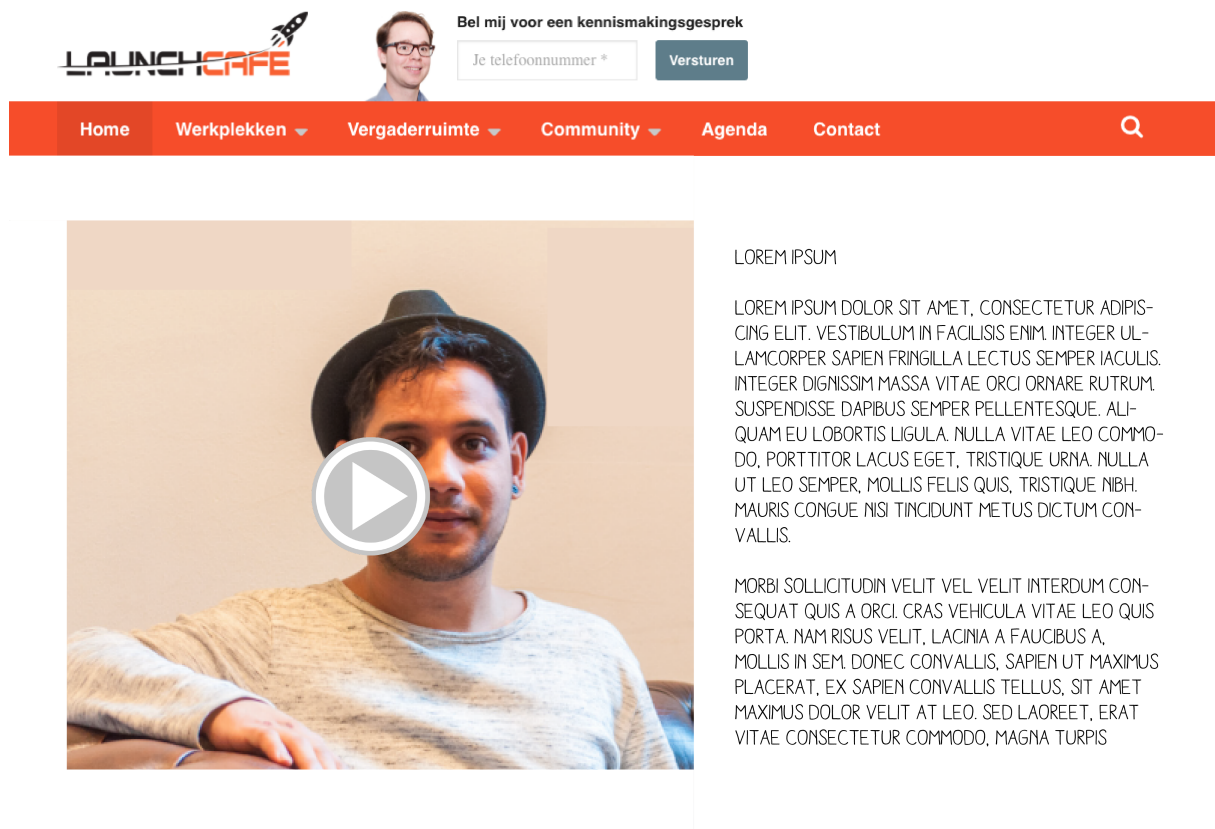 LAUNCHCAFE
Bel mij voor een kennismakingsgesprek
Je telefoonnummer *
Versturen
Home
Werkplekken
Vergaderruimte
Community
Agenda
Contact
LOREM IPSUM
LOREM IPSUM DOLOR SIT AMET, CONSECTETUR ADIPIS-
CING ELIT. VESTIBULUM IN FACILISIS ENIM. INTEGER UL-
LAMCORPER SAPIEN FRINGILLA LECTUS SEMPER IACULIS.
INTEGER DIGNISSIM MASSA VITAE ORCI ORNARE RUTRUM.
SUSPENDISSE DAPIBUS SEMPER PELLENTESQUE. ALI-
QUAM EU LOBORTIS LIGULA. NULLA VITAE LEO COMMO-
DO, PORTTITOR LACUS EGET, TRISTIQUE URNA. NULLA
UT LEO SEMPER, MOLLIS FELIS QUIS, TRISTIQUE NIBH.
MAURIS CONGUE NISI TINCIDUNT METUS DICTUM CON-
VALLIS.
MORBI SOLLICITUDIN VELIT VEL VELIT INTERDUM CON-
SEQUAT QUIS A ORCI. CRAS VEHICULA VITAE LEO QUIS
PORTA. NAM RISUS VELIT, LACINIA A FAUCIBUS A,
MOLLIS IN SEM. DONEC CONVALLIS, SAPIEN UT MAXIMUS
PLACERAT, EX SAPIEN CONVALLIS TELLUS, SIT AMET
MAXIMUS DOLOR VELIT AT LEO. SED LAOREET, ERAT
VITAE CONSECTETUR COMMODO, MAGNA TURPIS